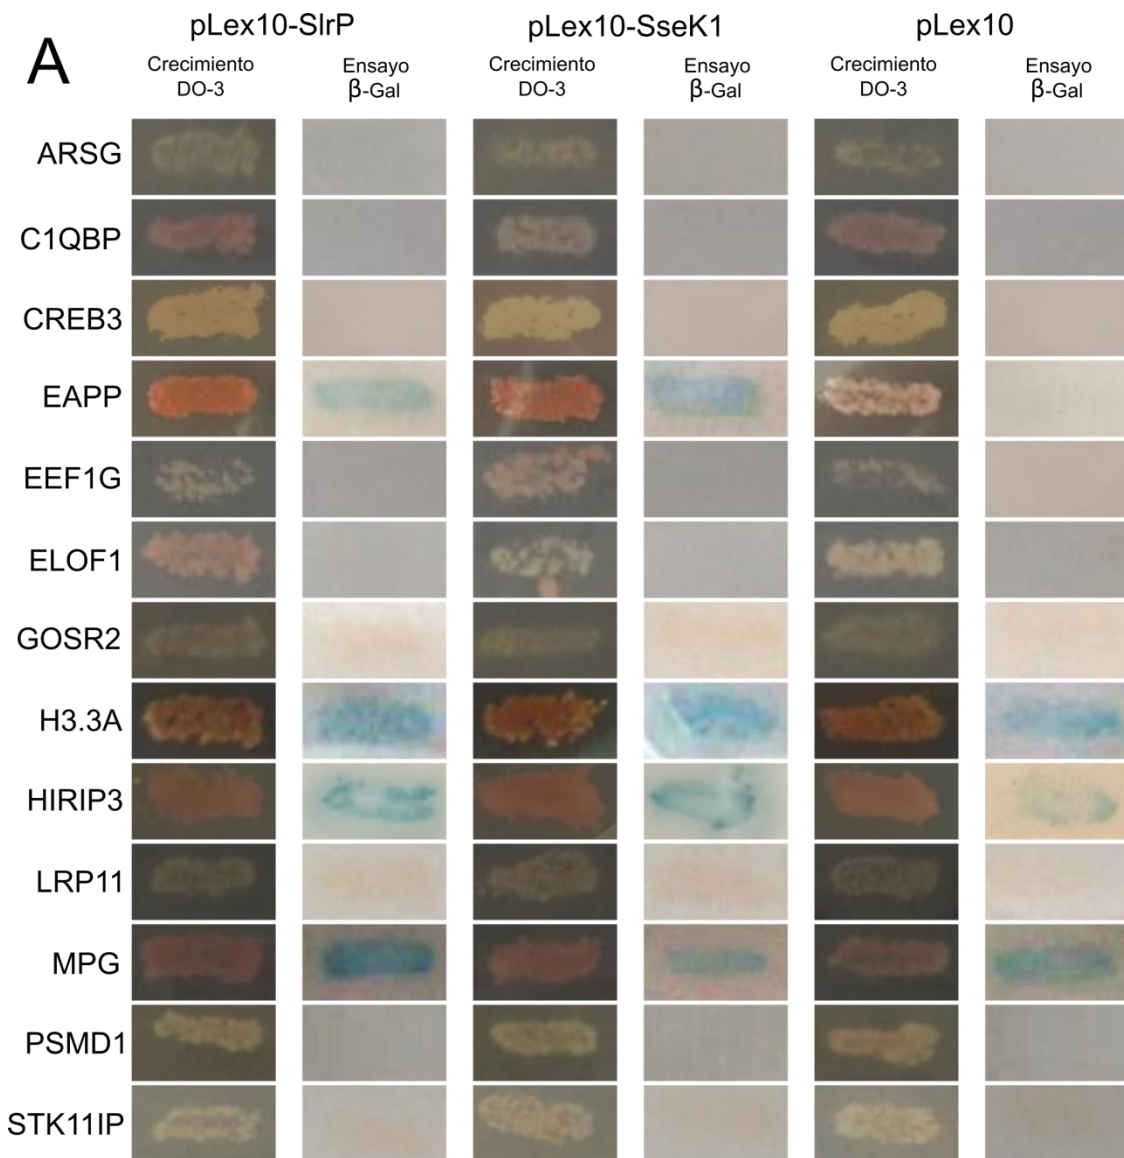 A
pLex10-SlrP
pLex10-SseK1
pLex10
Crecimiento
DO-3
Ensayo
β-Gal
Crecimiento
DO-3
Ensayo
β-Gal
Crecimiento
DO-3
Ensayo
β-Gal
ARSG
C1QBP
CREB3
EAPP
EEF1G
ELOF1
GOSR2
H3.3A
HIRIP3
LRP11
MPG
PSMD1
STK11IP